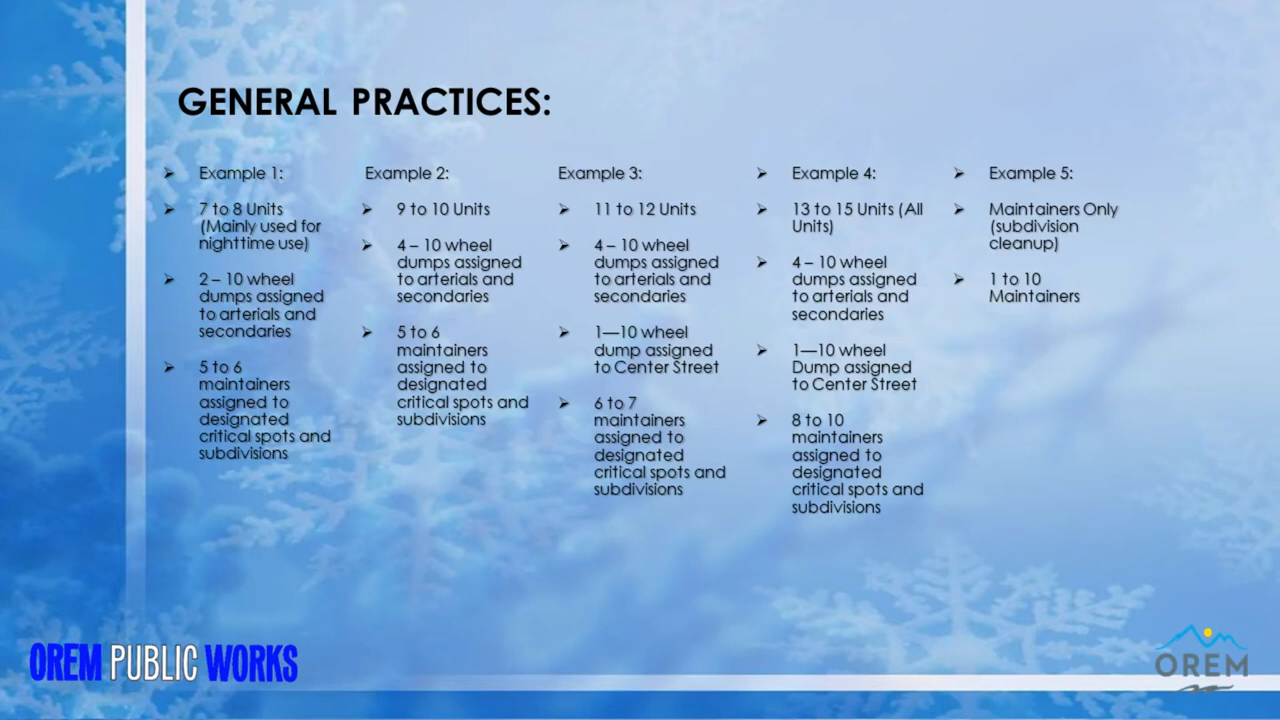 GENERAL PRACTICES:
➢ Example 1:
➢ 7 to 8 Units
(Mainly used for
nighttime use)
➢ 2 – 10 wheel
dumps assigned
to arterials and
secondaries
➢ 5 to 6
maintainers
assigned to
designated
critical spots and
subdivisions
Example 2:
➢ 9 to 10 Units
➢ 4 – 10 wheel
dumps assigned
to arterials and
secondaries
➢ 5 to 6
maintainers
assigned to
designated
critical spots and
subdivisions
Example 3:
➢ 11 to 12 Units
➢ 4 – 10 wheel
dumps assigned
to arterials and
secondaries
➢ 1—10 wheel
dump assigned
to Center Street
➢ 6 to 7
maintainers
assigned to
designated
critical spots and
subdivisions
➢ Example 4:
➢ 13 to 15 Units (All
Units)
➢ 4 – 10 wheel
dumps assigned
to arterials and
secondaries
➢ 1—10 wheel
Dump assigned
to Center Street
➢ 8 to 10
maintainers
assigned to
designated
critical spots and
subdivisions
➢ Example 5:
➢ Maintainers Only
(subdivision
cleanup)
➢ 1 to 10
Maintainers
OREM PUBLIC WORKS
OREM